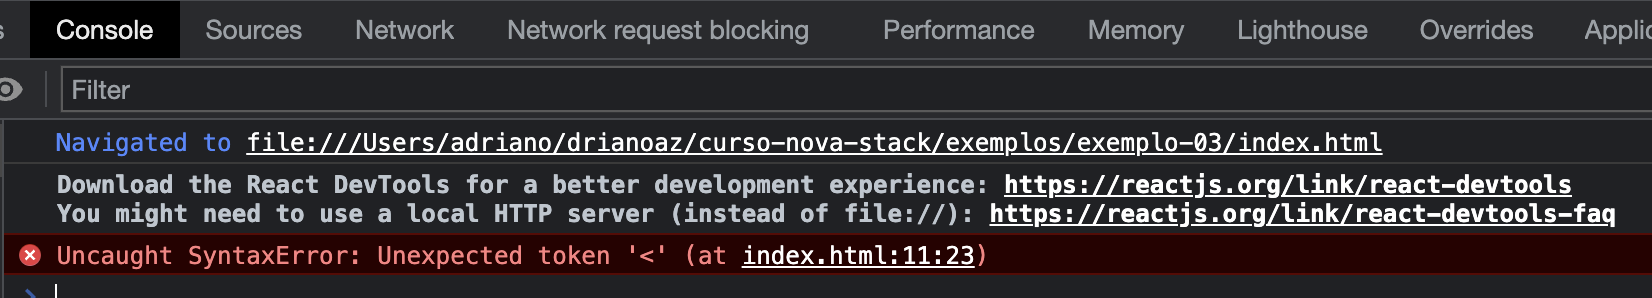 Console Sources Network Network request blocking Performance Memory Lighthouse Overrides
Filter
Navigated to file:///Users/adriano/drianoaz/curso-nova-stack/exemplos/exemplo-03/index.html
Download the React DevTools for a better development experience: https://reactjs.org/link/react-devtools
You might need to use a local HTTP server (instead of file://): https://reactjs.org/link/react-devtools-faq
Uncaught SyntaxError: Unexpected token '<' (at index.html:11:23)